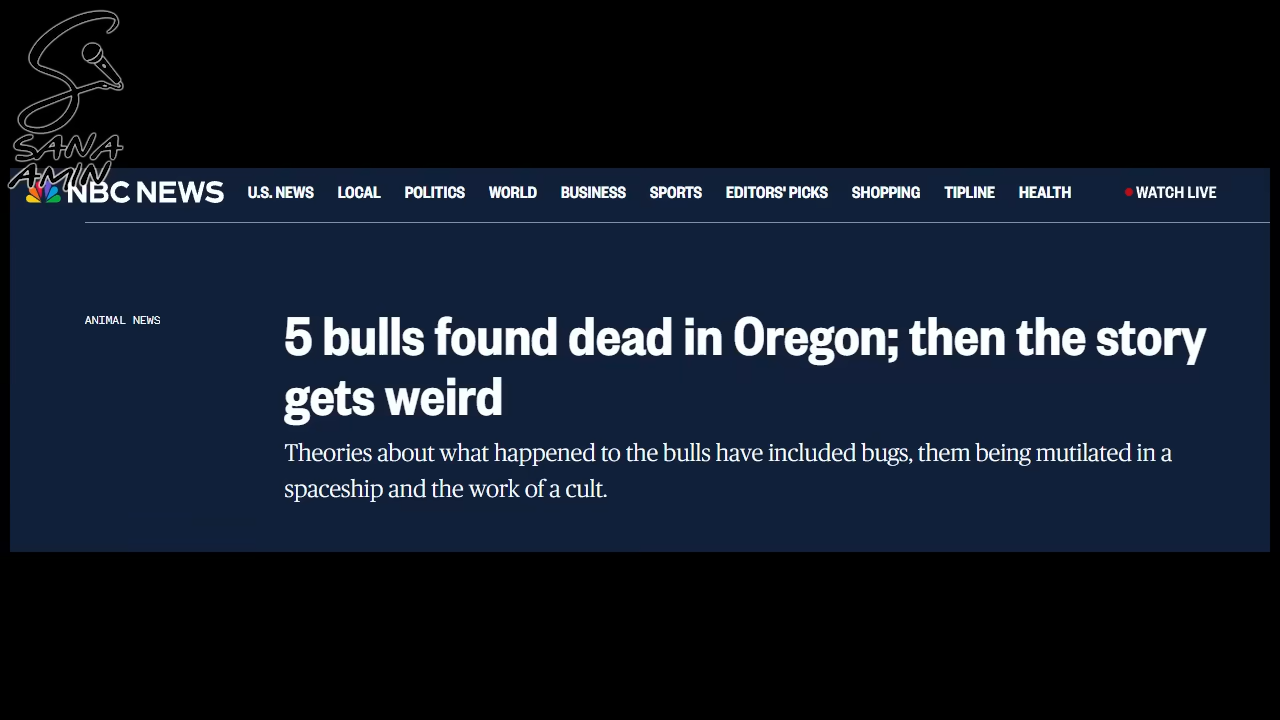 SANA
AMIN
NBC NEWS U.S. NEWS LOCAL POLITICS WORLD BUSINESS SPORTS EDITORS' PICKS SHOPPING TIPLINE HEALTH WATCH LIVE
ANIMAL NEWS
5 bulls found dead in Oregon; then the story
gets weird
Theories about what happened to the bulls have included bugs, them being mutilated in a
spaceship and the work of a cult.